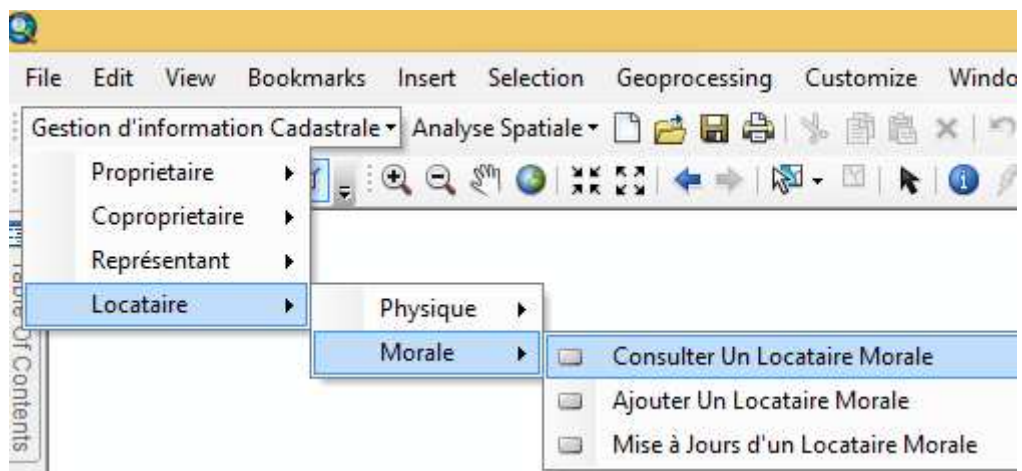 File Edit View Bookmarks Insert Selection Geoprocessing Customize Windo
Gestion d'information Cadastrale Analyse Spatiale
Proprietaire
Coproprietaire
Représentant
Locataire
Physique
Morale
Consulter Un Locataire Morale
Ajouter Un Locataire Morale
Mise à Jours d'un Locataire Morale
Table Of Contents